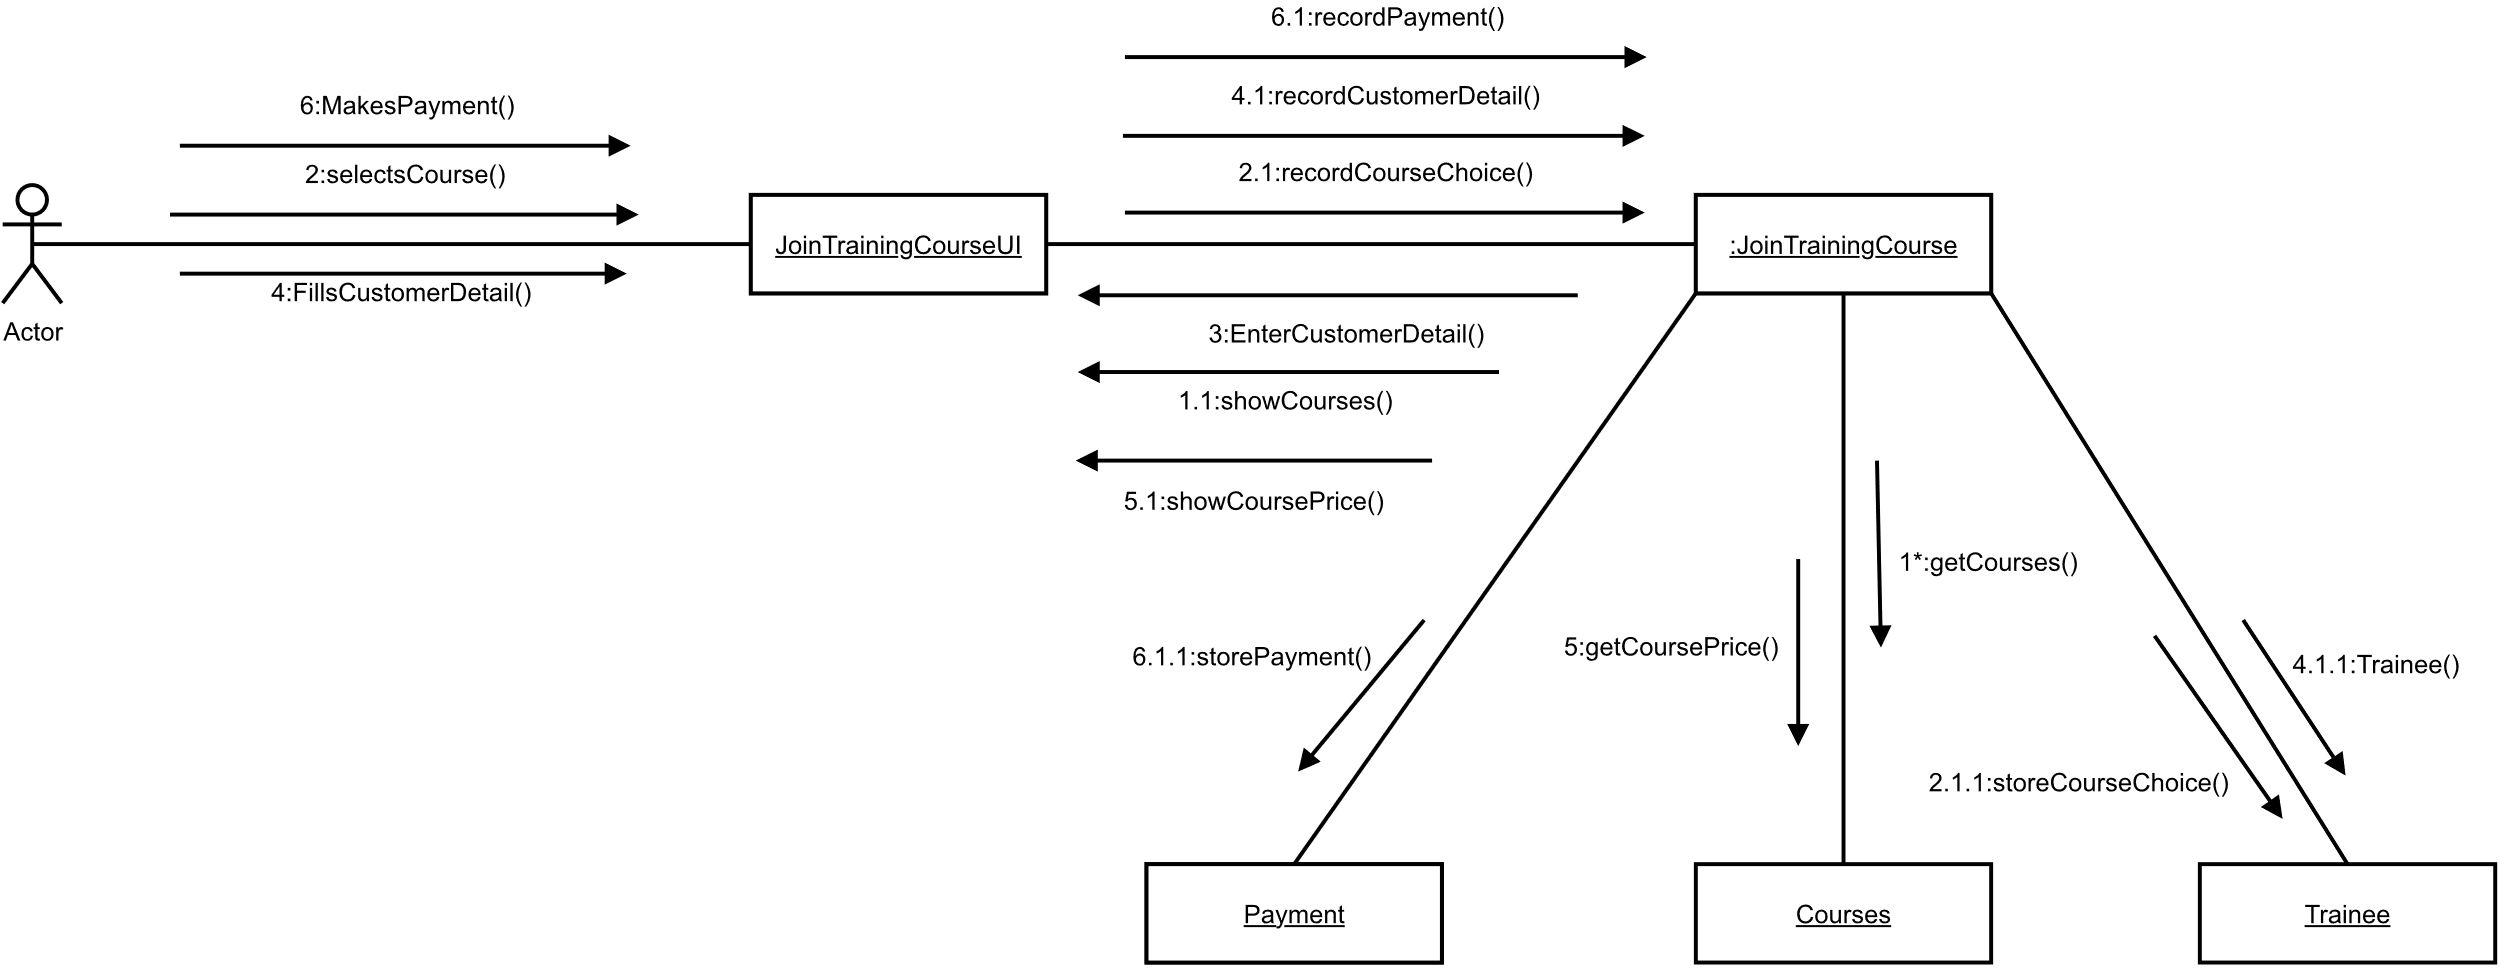 6.1:recordPayment()
4.1:recordCustomerDetail()
6:MakesPayment()
2:selectsCourse()
2.1:recordCourseChoice()
JoinTrainingCourseUI
:JoinTrainingCourse
4:FillsCustomerDetail()
Actor
3:EnterCustomerDetail()
1.1:showCourses()
5.1:showCoursePrice()
1*:getCourses()
5:getCoursePrice()
6.1.1:storePayment()
4.1.1:Trainee()
2.1.1:storeCourseChoice()
Payment
Courses
Trainee